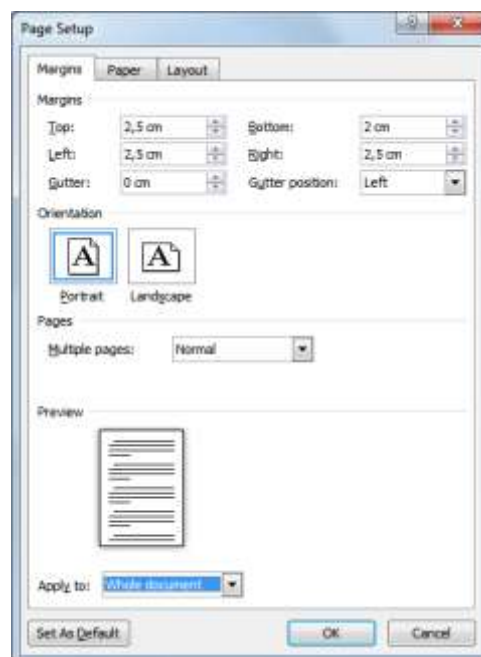 Page Setup
Margins Paper Layout
Margins
Top: 2,5 cm Bottom: 2 cm
Left: 2,5 cm Right: 2,5 cm
Gutter: 0 cm Gutter position: Left
Orientation
A A
Portrait Landscape
Pages
Multiple pages: Normal
Preview
Apply to: Whole document
Set As Default OK Cancel